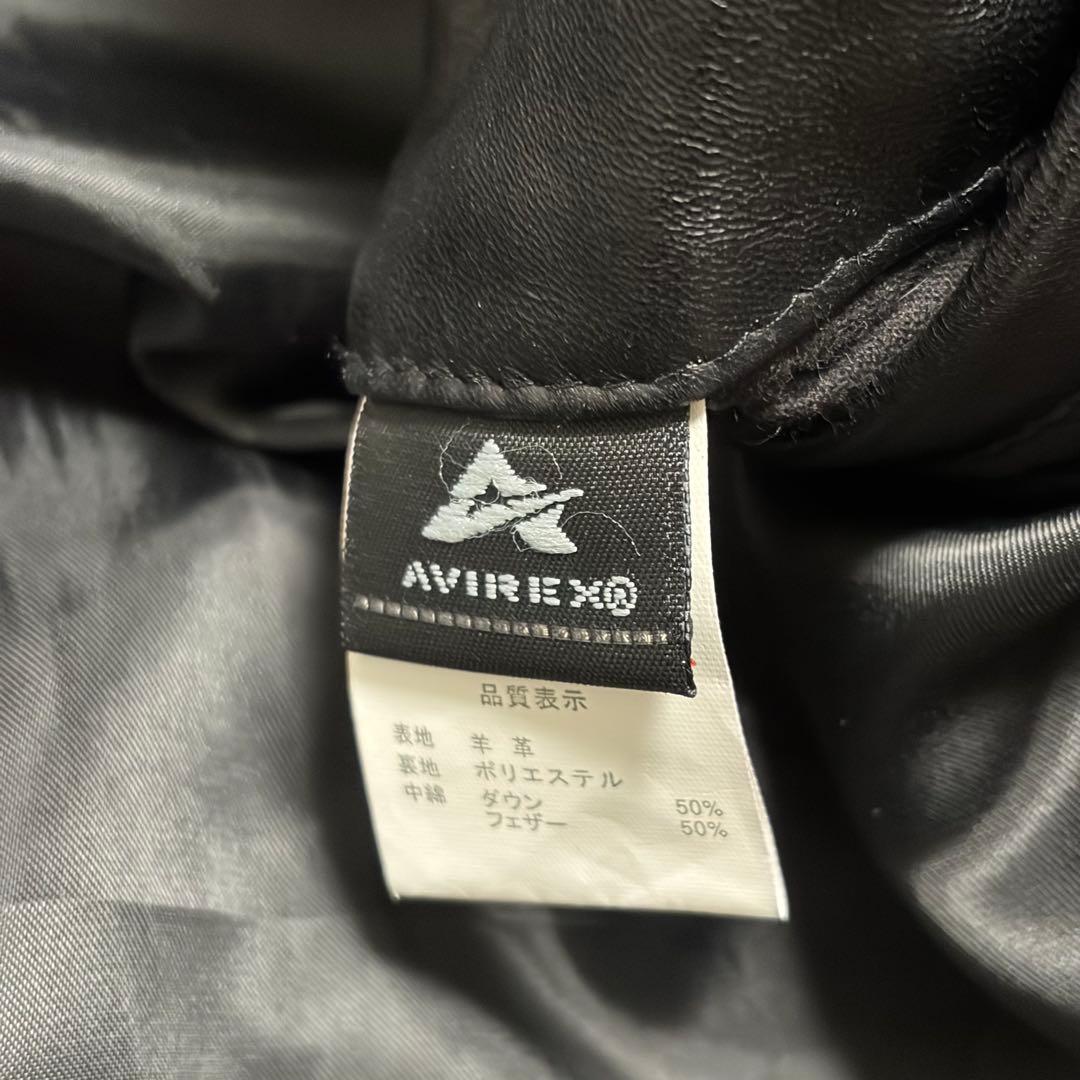 AVIREX®
品質表示
表地 羊革
裏地 ポリエステル
中綿 ダウン 50%
フェザー 50%